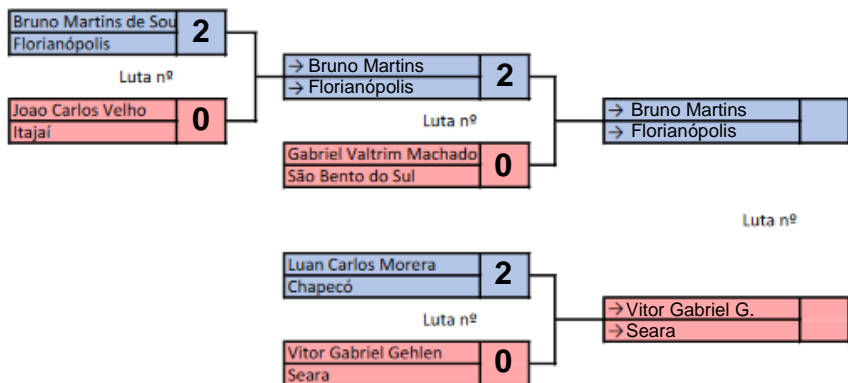 Bruno Martins de Sou
Florianópolis
2
Luta nº
Joao Carlos Velho
Itajaí
0
→ Bruno Martins
→ Florianópolis
2
Luta nº
Gabriel Valtrim Machado
São Bento do Sul
0
→ Bruno Martins
→ Florianópolis
Luta nº
Luan Carlos Morera
Chapecó
2
Luta nº
Vitor Gabriel Gehlen
Seara
0
→ Vitor Gabriel G.
→ Seara